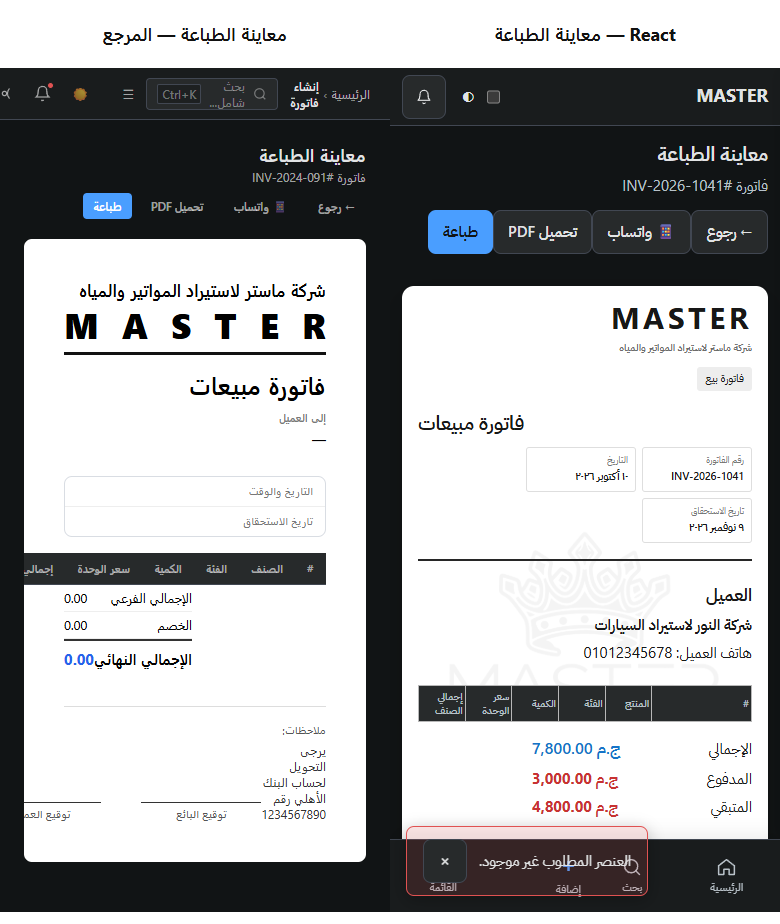 React — معاينة الطباعة
MASTER
معاينة الطباعة
فاتورة #INV-2026-1041
← رجوع
واتساب
تحميل PDF
طباعة
MASTER
شركة ماستر لاستيراد المواتير والمياه
فاتورة بيع
فاتورة مبيعات
رقم الفاتورة
INV-2026-1041
التاريخ
١٠ أكتوبر ٢٠٢٦
تاريخ الاستحقاق
٩ نوفمبر ٢٠٢٦
MASTER
العميل
شركة النور لاستيراد السيارات
هاتف العميل: 01012345678
# المنتج الفئة الكمية سعر الوحدة إجمالي الصنف
الإجمالي 7,800.00 ج.م
المدفوع 3,000.00 ج.م
المتبقي 4,800.00 ج.م
العنصر المطلوب غير موجود. ×
الرئيسية
بحث
إضافة
القائمة
معاينة الطباعة — المرجع
الرئيسية › إنشاء فاتورة
بحث شامل... Ctrl+K
معاينة الطباعة
فاتورة #INV-2024-091
← رجوع
واتساب
تحميل PDF
طباعة
شركة ماستر لاستيراد المواتير والمياه
MASTER
فاتورة مبيعات
إلى العميل
—
التاريخ والوقت
تاريخ الاستحقاق
# الصنف الفئة الكمية سعر الوحدة إجمالي
الإجمالي الفرعي 0.00
الخصم 0.00
الإجمالي النهائي 0.00
ملاحظات:
يرجى
التحويل
لحساب البنك
الأهلي رقم
1234567890
توقيع البائع
توقيع العم